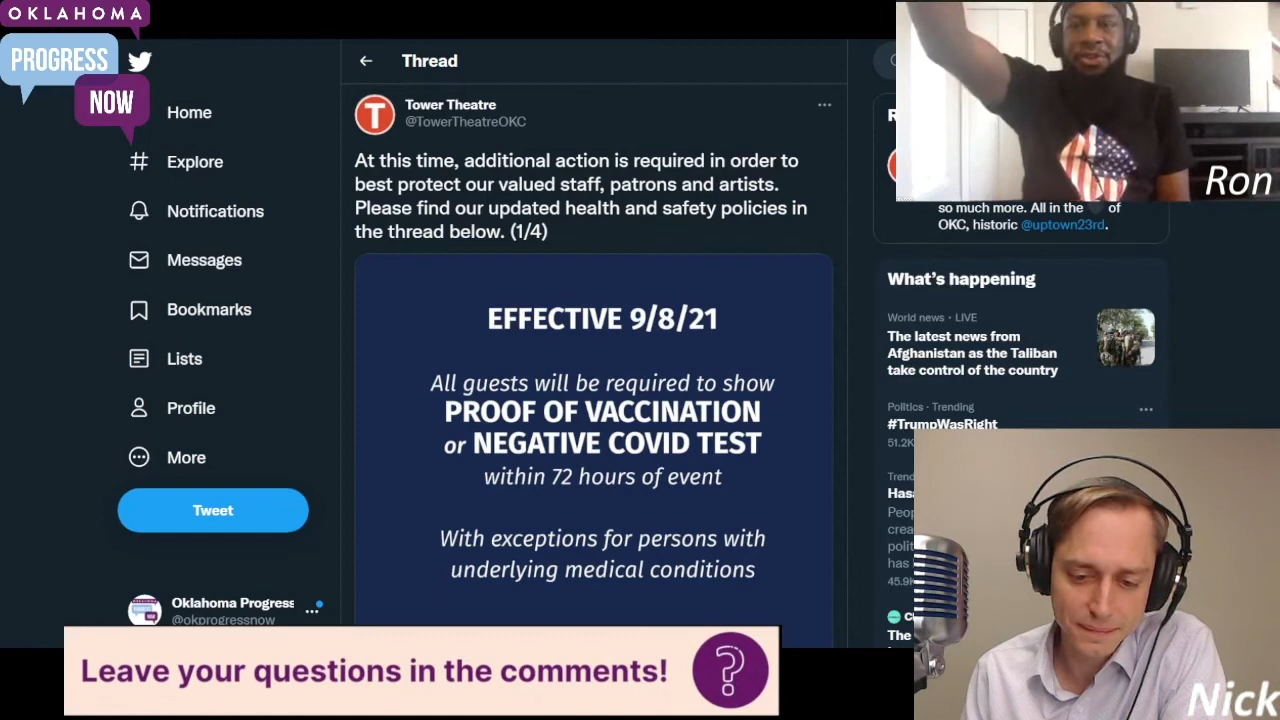 OKLAHOMA
PROGRESS
NOW
Home
Explore
Notifications
Messages
Bookmarks
Lists
Profile
More
Tweet
Oklahoma Progress
@okprogressnow
Thread
Tower Theatre
@TowerTheatreOKC
At this time, additional action is required in order to
best protect our valued staff, patrons and artists.
Please find our updated health and safety policies in
the thread below. (1/4)
EFFECTIVE 9/8/21
All guests will be required to show
PROOF OF VACCINATION
or NEGATIVE COVID TEST
within 72 hours of event
With exceptions for persons with
underlying medical conditions
Ron
so much more. All in the of
OKC, historic @uptown23rd.
What's happening
World news · LIVE
The latest news from
Afghanistan as the Taliban
take control of the country
Politics · Trending
#TrumpWasRight
51.2K
The
Nick
Leave your questions in the comments!
?